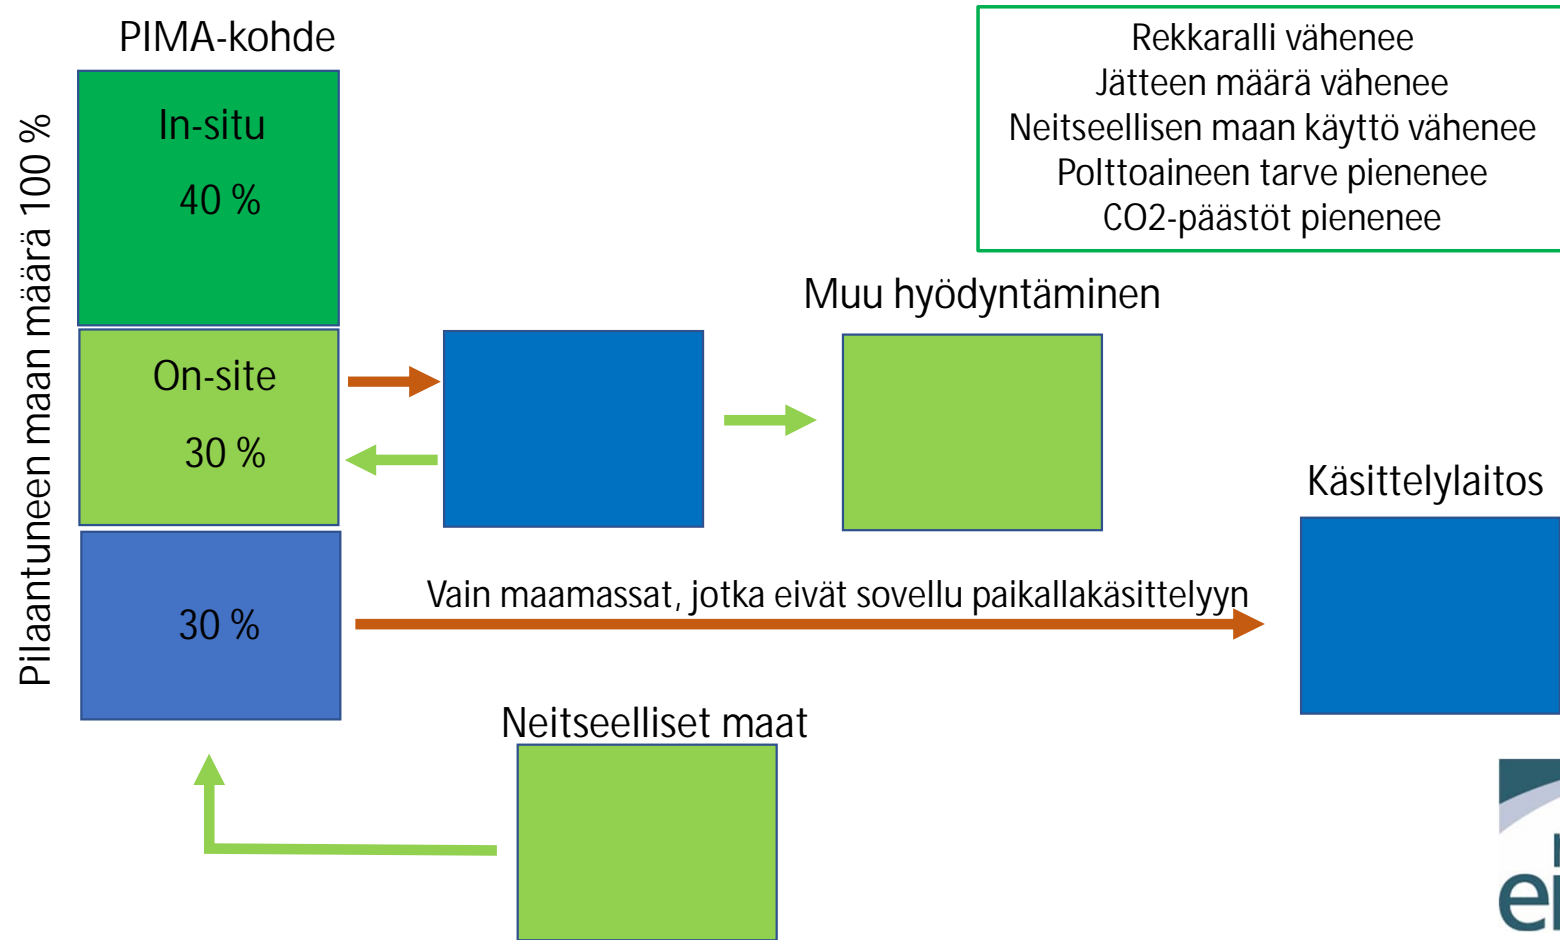 PIMA-kohde
Pilaantuneen maan määrä 100 %
In-situ
40 %
On-site
30 %
30 %
Rekkaralli vähenee
Jätteen määrä vähenee
Neitseellisen maan käyttö vähenee
Polttoaineen tarve pienenee
CO2-päästöt pienenee
Muu hyödyntäminen
Käsittelylaitos
Vain maamassat, jotka eivät sovellu paikallakäsittelyyn
Neitseelliset maat